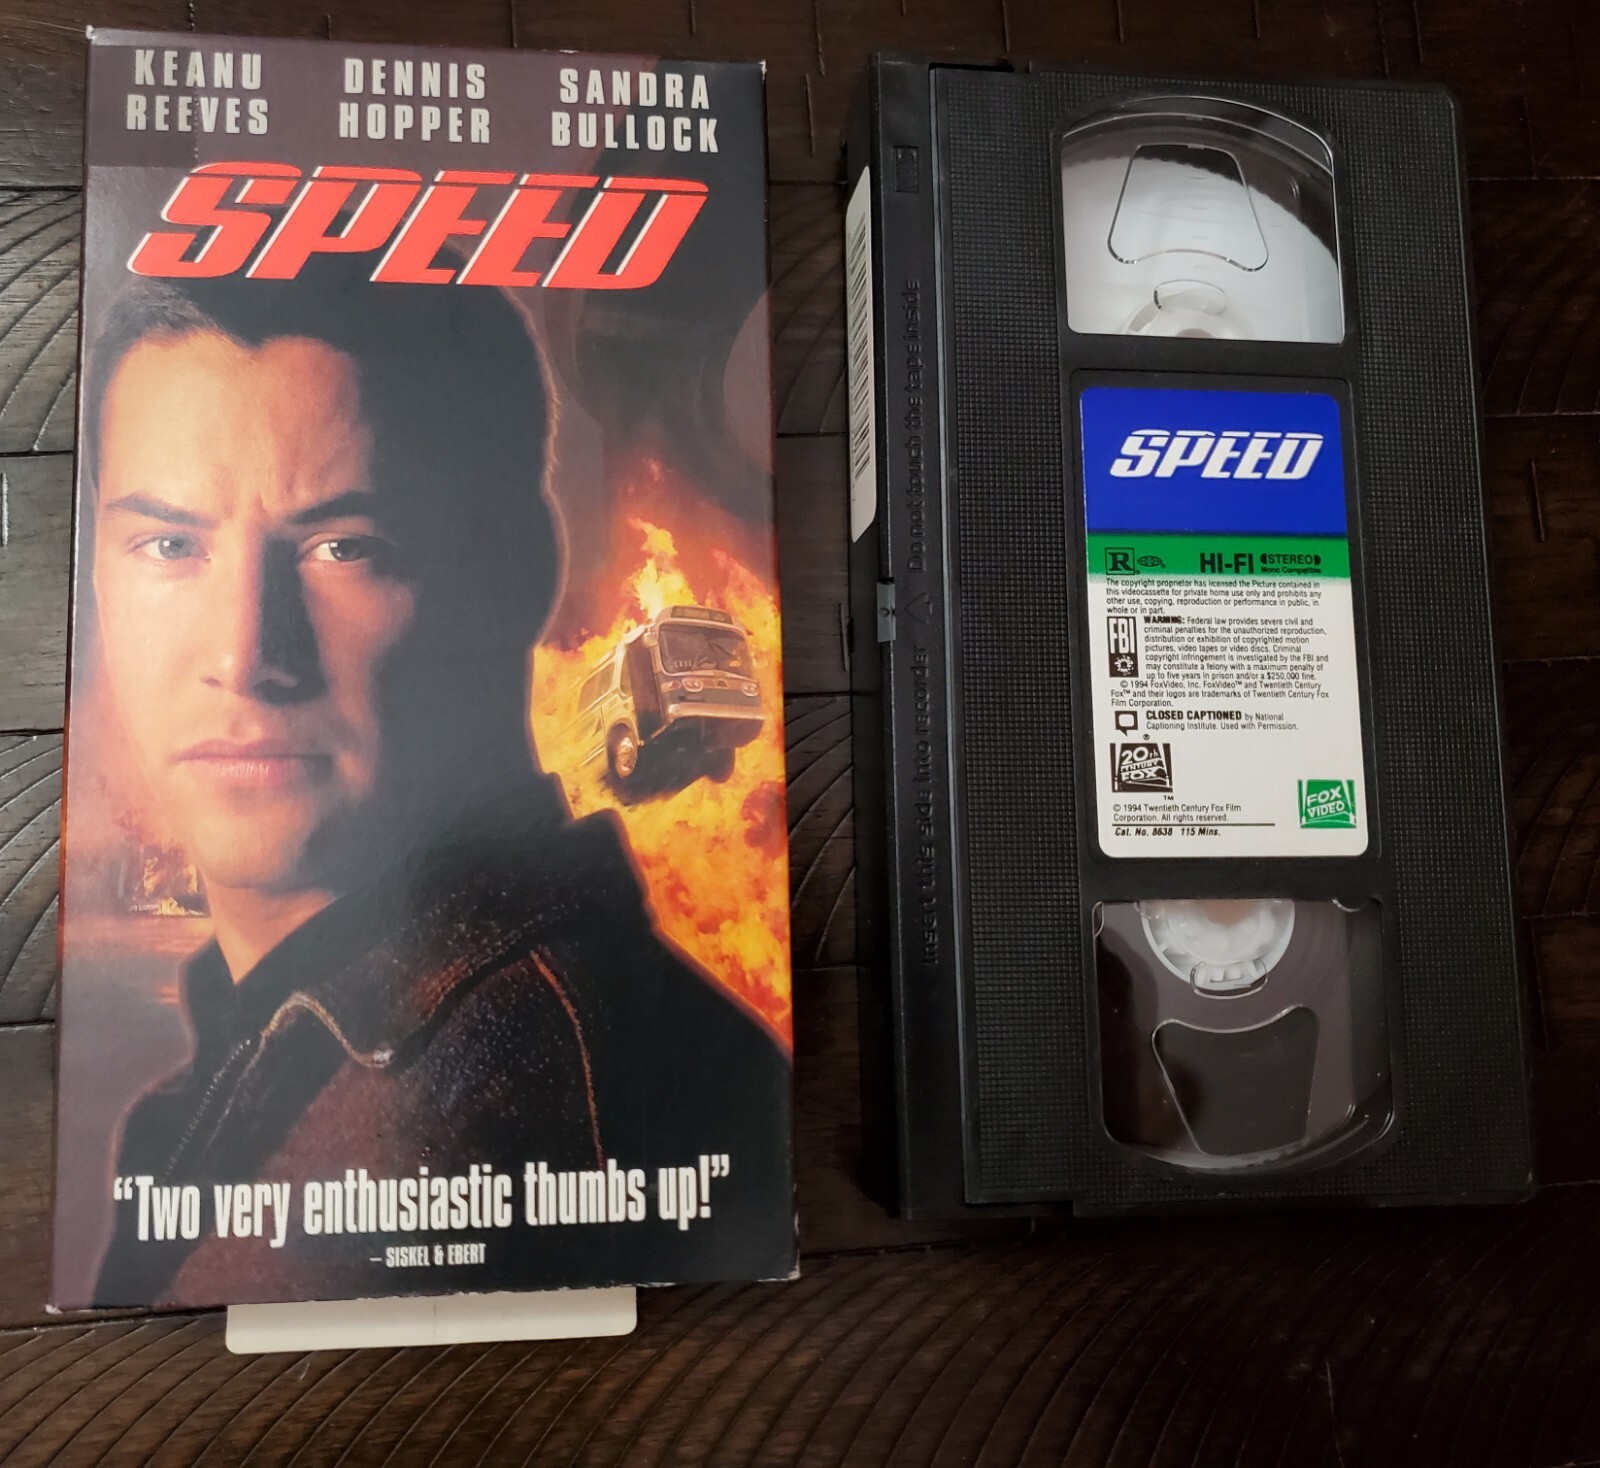 KEANU
REEVES
DENNIS
HOPPER
SANDRA
BULLOCK
SPEED
“Two very enthusiastic thumbs up!”
– SISKEL & EBERT
Insert this side into recorder △ Do not touch the tape inside
SPEED
R HI-FI STEREO
Mono Compatible
The copyright proprietor has licensed the Picture contained in
this videocassette for private home use only and prohibits any
other use, copying, reproduction or performance in public, in
whole or in part.
FBI
WARNING: Federal law provides severe civil and
criminal penalties for the unauthorized reproduction,
distribution or exhibition of copyrighted motion
pictures, video tapes or video discs. Criminal
copyright infringement is investigated by the FBI and
may constitute a felony with a maximum penalty of
up to five years in prison and/or a $250,000 fine.
© 1994 FoxVideo, Inc. FoxVideo™ and Twentieth Century
Fox™ and their logos are trademarks of Twentieth Century Fox
Film Corporation.
CLOSED CAPTIONED by National
Captioning Institute. Used with Permission.
®
20th
CENTURY
FOX
TM
FOX
VIDEO
© 1994 Twentieth Century Fox Film
Corporation. All rights reserved.
Cat. No. 8638 115 Mins.